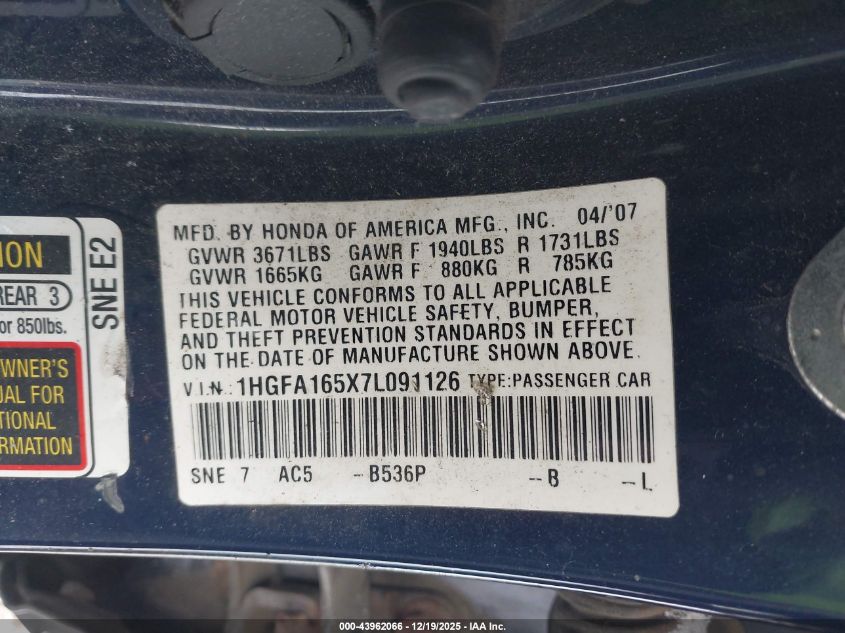 MFD. BY HONDA OF AMERICA MFG., INC. 04/'07
GVWR 3671LBS GAWR F 1940LBS R 1731LBS
GVWR 1665KG GAWR F 880KG R 785KG
THIS VEHICLE CONFORMS TO ALL APPLICABLE
FEDERAL MOTOR VEHICLE SAFETY, BUMPER,
AND THEFT PREVENTION STANDARDS IN EFFECT
ON THE DATE OF MANUFACTURE SHOWN ABOVE.
V.I.N.: 1HGFA165X7L091126 TYPE:PASSENGER CAR
SNE 7 AC5 --B536P --B --L
ION
REAR 3
or 850lbs.
SNE E2
WNER'S
UAL FOR
TIONAL
RMATION
000-43962066 - 12/19/2025 - IAA Inc.